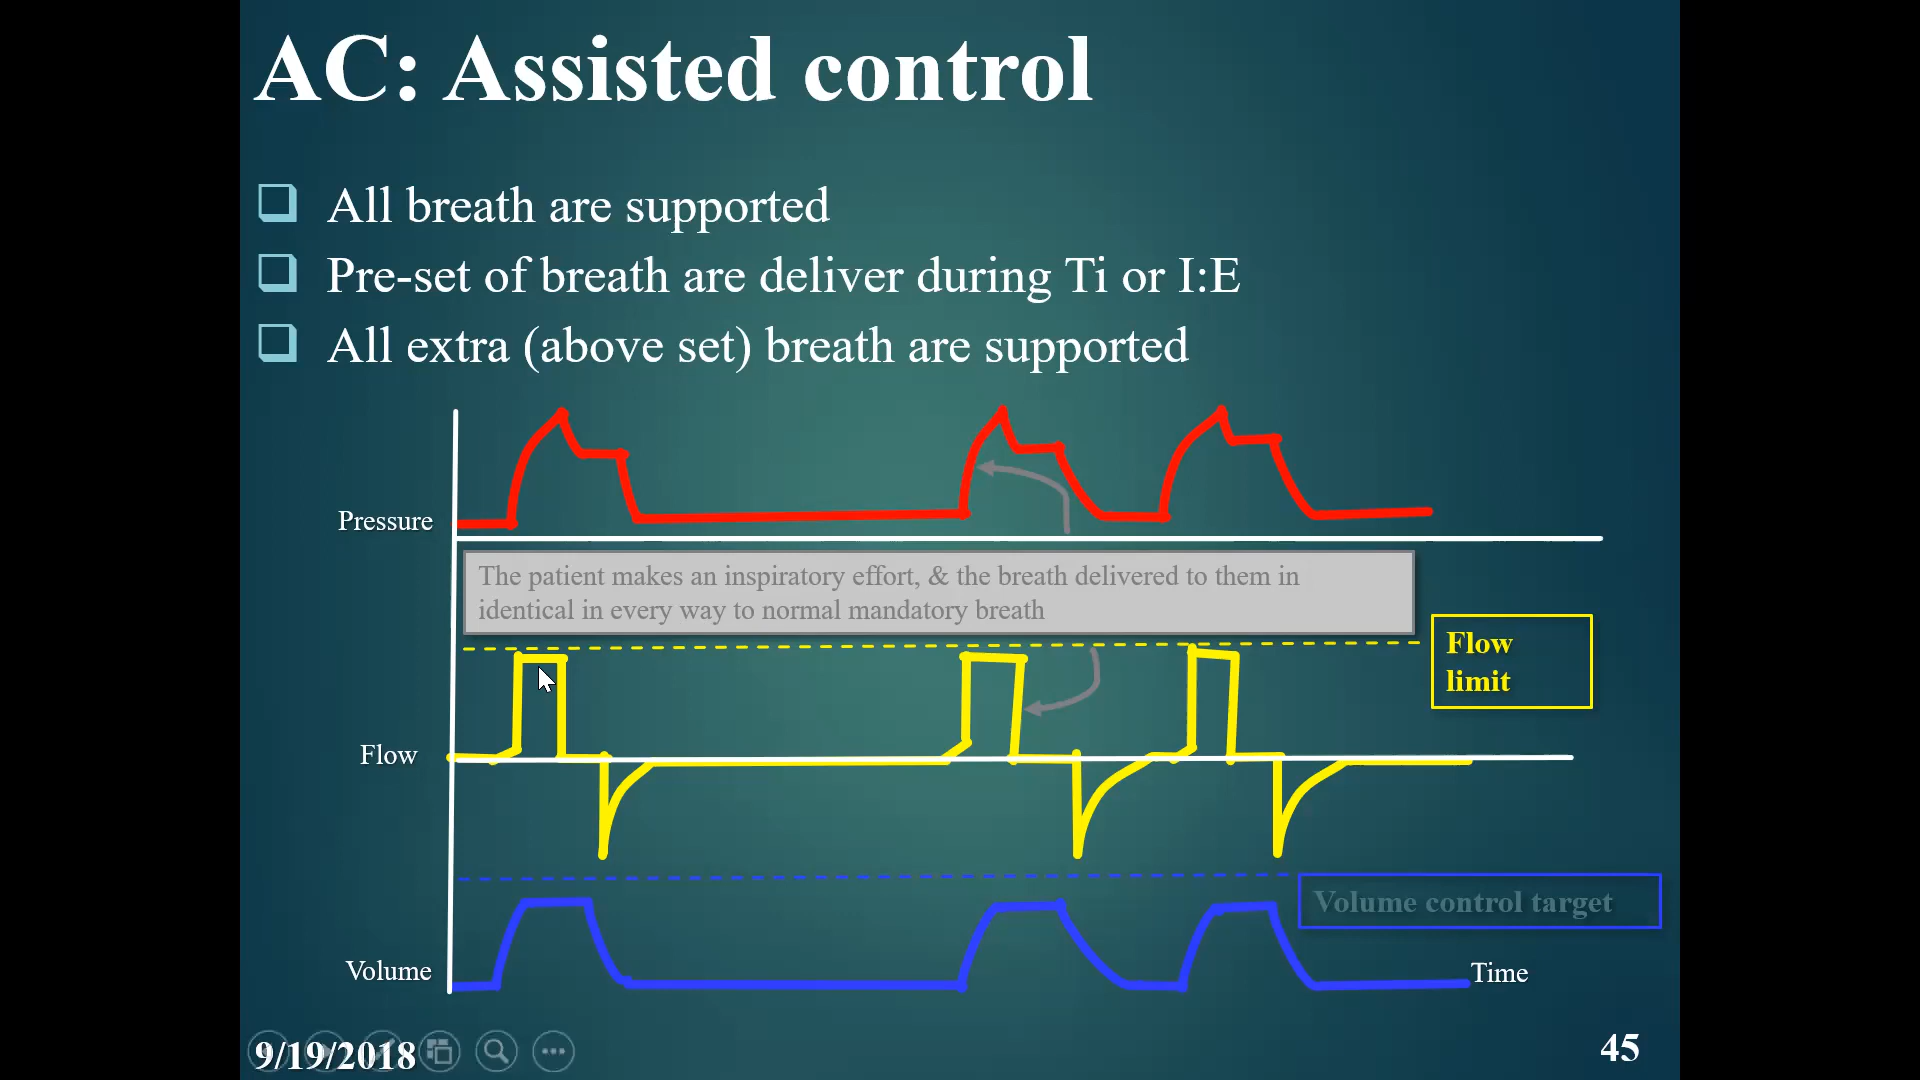 AC: Assisted control
All breath are supported
Pre-set of breath are deliver during Ti or I:E
All extra (above set) breath are supported
Pressure
The patient makes an inspiratory effort, & the breath delivered to them in
identical in every way to normal mandatory breath
Flow
limit
Flow
Volume control target
Volume
Time
9/19/2018
45